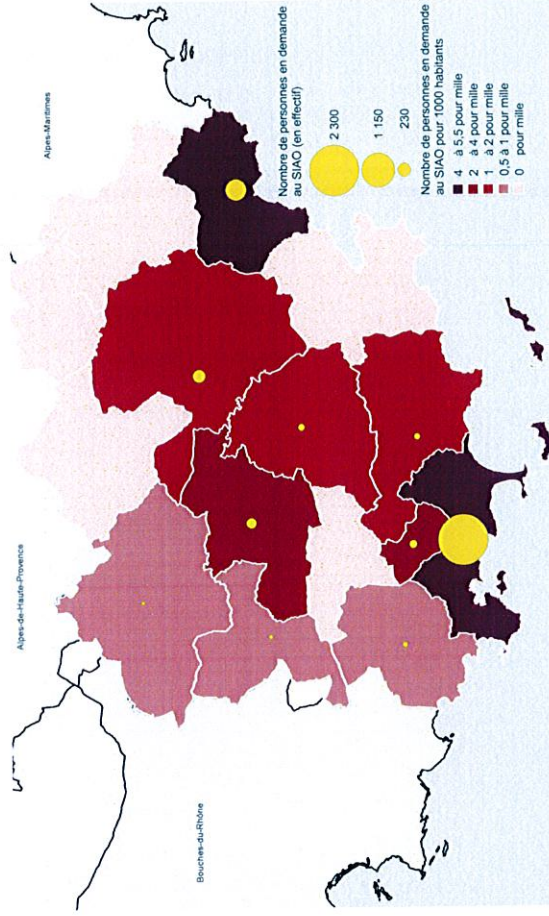 Alpes-de-Haute-Provence
Alpes-Maritimes
Bouches-du-Rhône
Nombre de personnes en demande
au SIAO (en effectif)
2 300
1 150
230
Nombre de personnes en demande
au SIAO pour 1000 habitants
4 à 5,5 pour mille
2 à 4 pour mille
1 à 2 pour mille
0,5 à 1 pour mille
0 pour mille